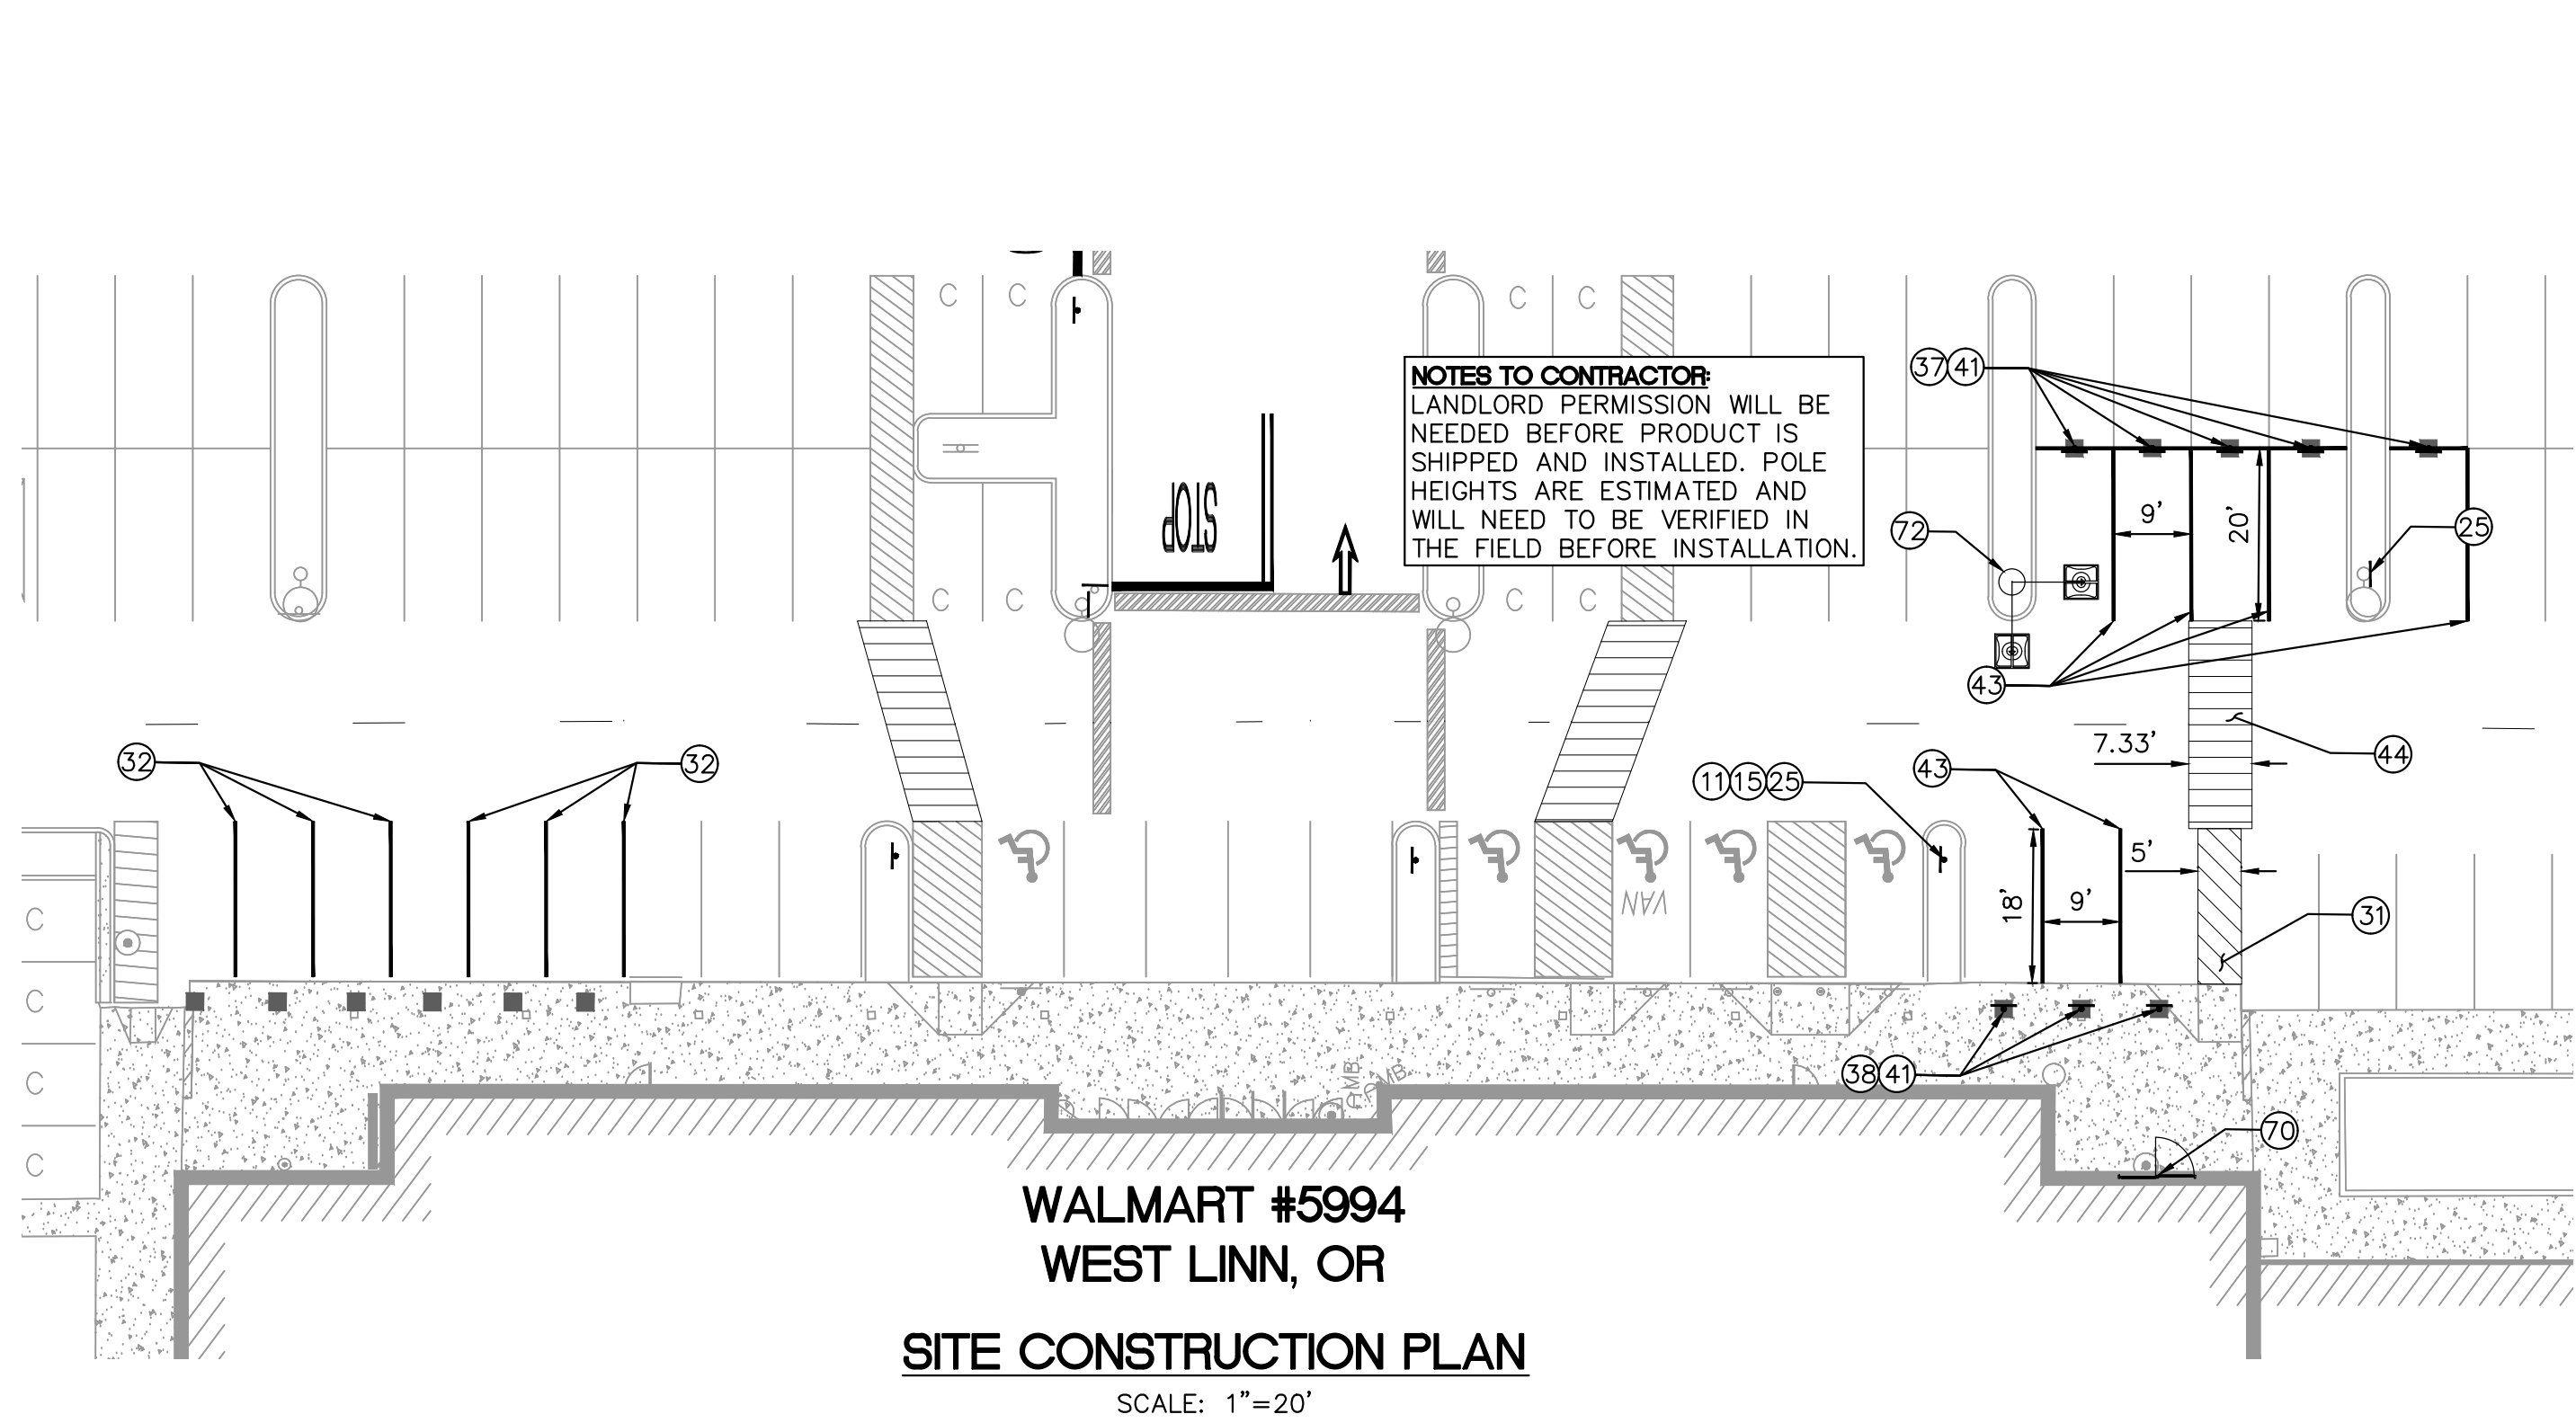 C C C C
NOTES TO CONTRACTOR:
LANDLORD PERMISSION WILL BE
NEEDED BEFORE PRODUCT IS
SHIPPED AND INSTALLED. POLE
HEIGHTS ARE ESTIMATED AND
WILL NEED TO BE VERIFIED IN
THE FIELD BEFORE INSTALLATION.
37 41
STOP
9'
20'
72
25
C C C C
43
7.33'
44
32
32
11 15 25
43
5'
18'
9'
VAN
31
C
C
C
C
38 41
AMB
AMB
70
WALMART #5994
WEST LINN, OR
SITE CONSTRUCTION PLAN
SCALE: 1"=20'